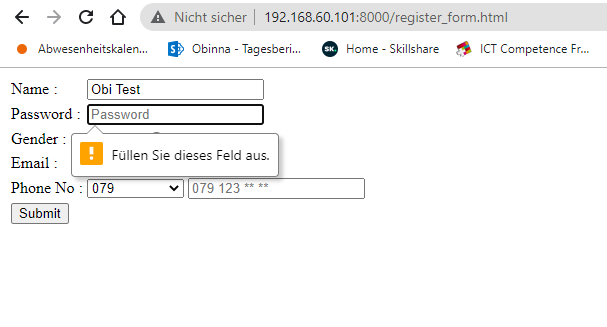 Nicht sicher | 192.168.60.101:8000/register_form.html
Abwesenheitskalen... Obinna - Tagesberi... SK. Home - Skillshare ICT Competence Fr...
Name : Obi Test
Password : Password
Gender :
Füllen Sie dieses Feld aus.
Email :
Phone No : 079 079 123 ** **
Submit